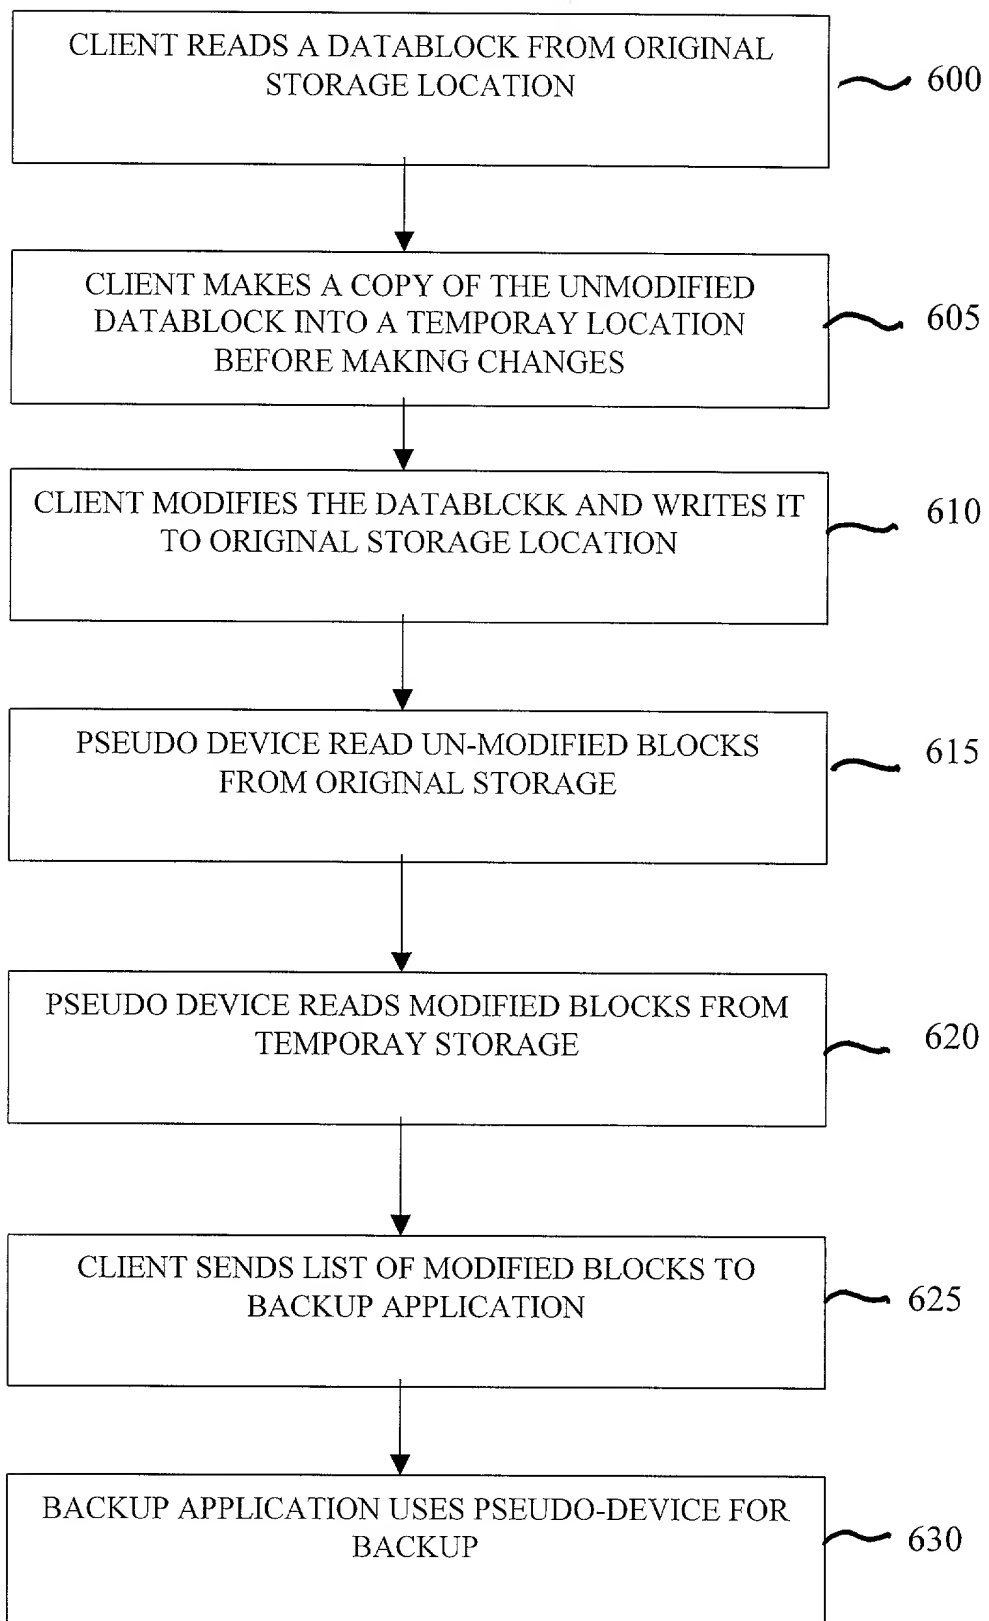 CLIENT READS A DATABLOCK FROM ORIGINAL
STORAGE LOCATION
600
CLIENT MAKES A COPY OF THE UNMODIFIED
DATABLOCK INTO A TEMPORAY LOCATION
BEFORE MAKING CHANGES
605
CLIENT MODIFIES THE DATABLCKK AND WRITES IT
TO ORIGINAL STORAGE LOCATION
610
PSEUDO DEVICE READ UN-MODIFIED BLOCKS
FROM ORIGINAL STORAGE
615
PSEUDO DEVICE READS MODIFIED BLOCKS FROM
TEMPORAY STORAGE
620
CLIENT SENDS LIST OF MODIFIED BLOCKS TO
BACKUP APPLICATION
625
BACKUP APPLICATION USES PSEUDO-DEVICE FOR
BACKUP
630